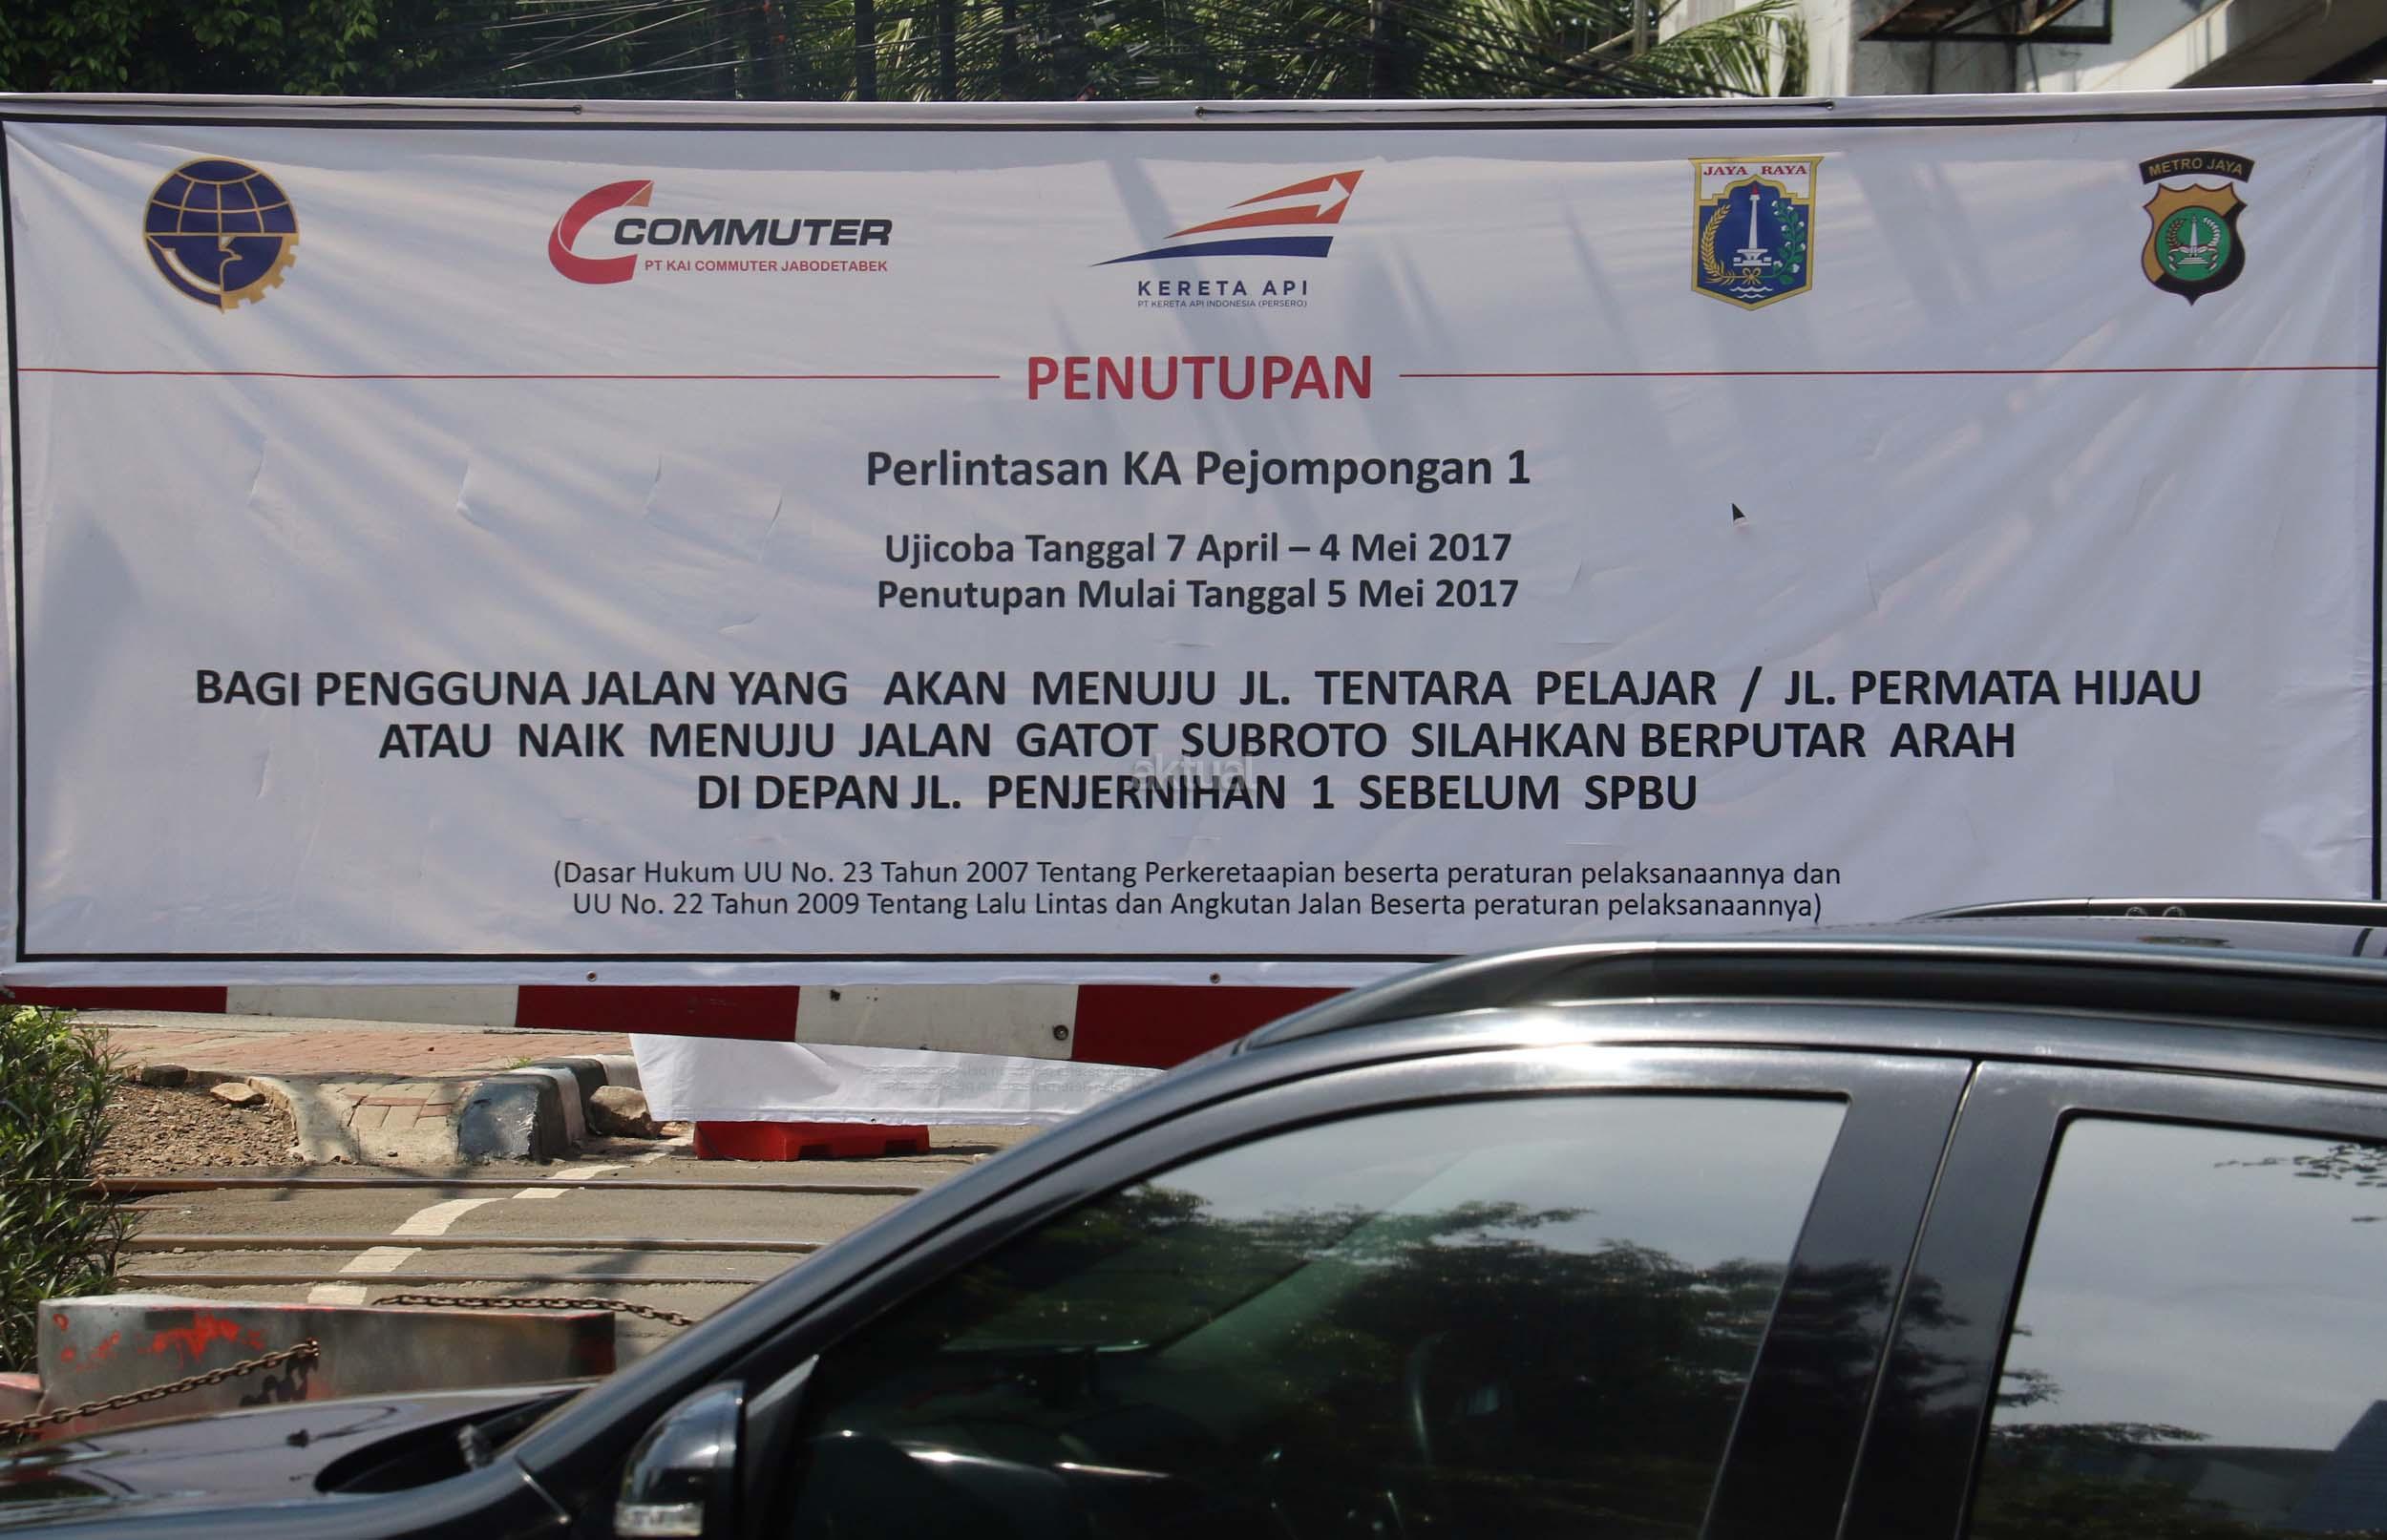 COMMUTER
PT KAI COMMUTER JABODETABEK
KERETA API
PT KERETA API INDONESIA (PERSERO)
JAYA RAYA
METRO JAYA
PENUTUPAN
Perlintasan KA Pejompongan 1
Ujicoba Tanggal 7 April – 4 Mei 2017
Penutupan Mulai Tanggal 5 Mei 2017
BAGI PENGGUNA JALAN YANG AKAN MENUJU JL. TENTARA PELAJAR / JL. PERMATA HIJAU
ATAU NAIK MENUJU JALAN GATOT SUBROTO SILAHKAN BERPUTAR ARAH
aktual
DI DEPAN JL. PENJERNIHAN 1 SEBELUM SPBU
(Dasar Hukum UU No. 23 Tahun 2007 Tentang Perkeretaapian beserta peraturan pelaksanaannya dan
UU No. 22 Tahun 2009 Tentang Lalu Lintas dan Angkutan Jalan Beserta peraturan pelaksanaannya)